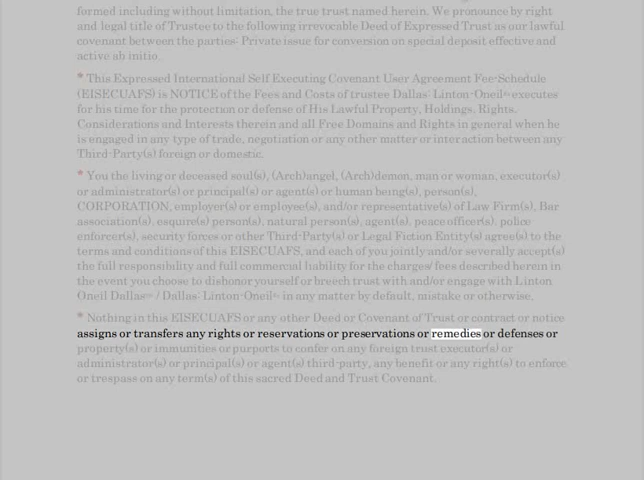 formed including without limitation, the true trust named herein. We pronounce by right
and legal title of Trustee to the following irrevocable Deed of Expressed Trust as our lawful
covenant between the parties: Private issue for conversion on special deposit effective and
active ab initio.
* This Expressed International Self Executing Covenant User Agreement Fee-Schedule
(EISECUAFS) is NOTICE of the Fees and Costs of trustee Dallas: Linton-Oneil executes
for his time for the protection or defense of His Lawful Property, Holdings, Rights,
Considerations and Interests therein and all Free Domains and Rights in general when he
is engaged in any type of trade, negotiation or any other matter or interaction between any
Third-Party(s) foreign or domestic.
* You the living or deceased soul(s), (Arch)angel, (Arch)demon, man or woman, executor(s)
or administrator(s) or principal(s) or agent(s) or human being(s), person(s),
CORPORATION, employer(s) or employee(s), and/or representative(s) of Law Firm(s), Bar
association(s), esquire(s) person(s), natural person(s), agent(s), peace officer(s), police
enforcer(s), security forces or other Third-Party(s) or Legal Fiction Entity(s) agree(s) to the
terms and conditions of this EISECUAFS, and each of you jointly and/or severally accept(s)
the full responsibility and full commercial liability for the charges/ fees described herein in
the event you choose to dishonor yourself or breech trust with and/or engage with Linton
Oneil Dallas / Dallas: Linton-Oneil in any matter by default, mistake or otherwise.
* Nothing in this EISECUAFS or any other Deed or Covenant of Trust or contract or notice
assigns or transfers any rights or reservations or preservations or remedies or defenses or
property(s) or immunities or purports to confer on any foreign trust executor(s) or
administrator(s) or principal(s) or agent(s) third-party, any benefit or any right(s) to enforce
or trespass on any term(s) of this sacred Deed and Trust Covenant.